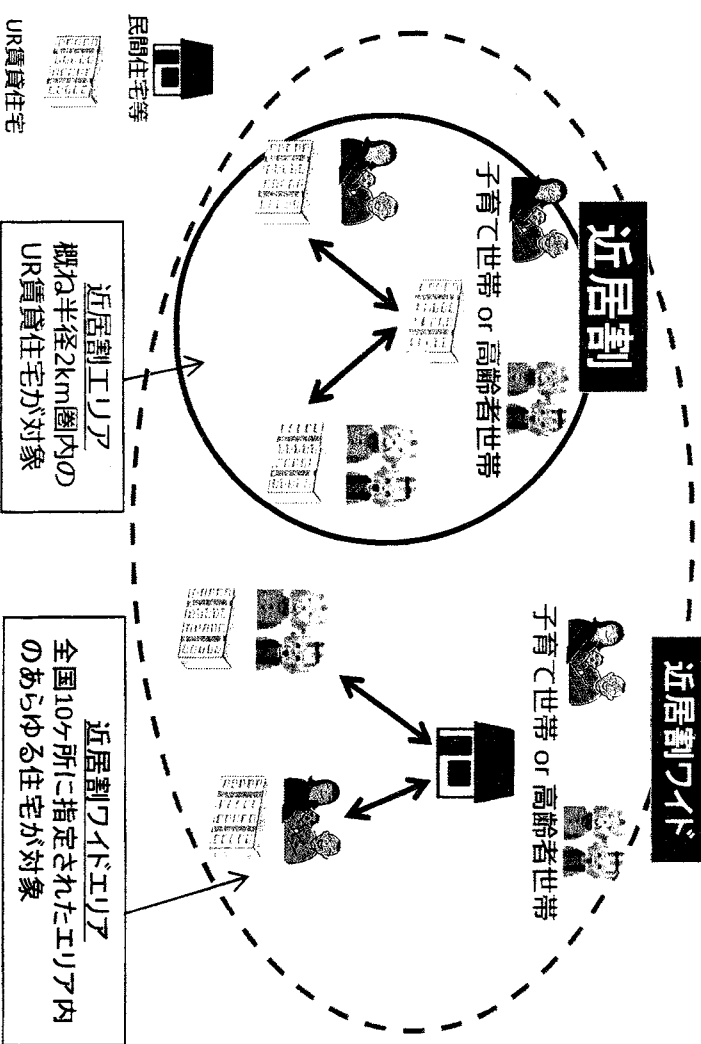 近居割
近居割ワイド
子育て世帯 or 高齢者世帯
子育て世帯 or 高齢者世帯
民間住宅等
UR賃貸住宅
近居割エリア
概ね半径2km圏内の
UR賃貸住宅が対象
近居割ワイドエリア
全国10ケ所に指定されたエリア内
のあらゆる住宅が対象